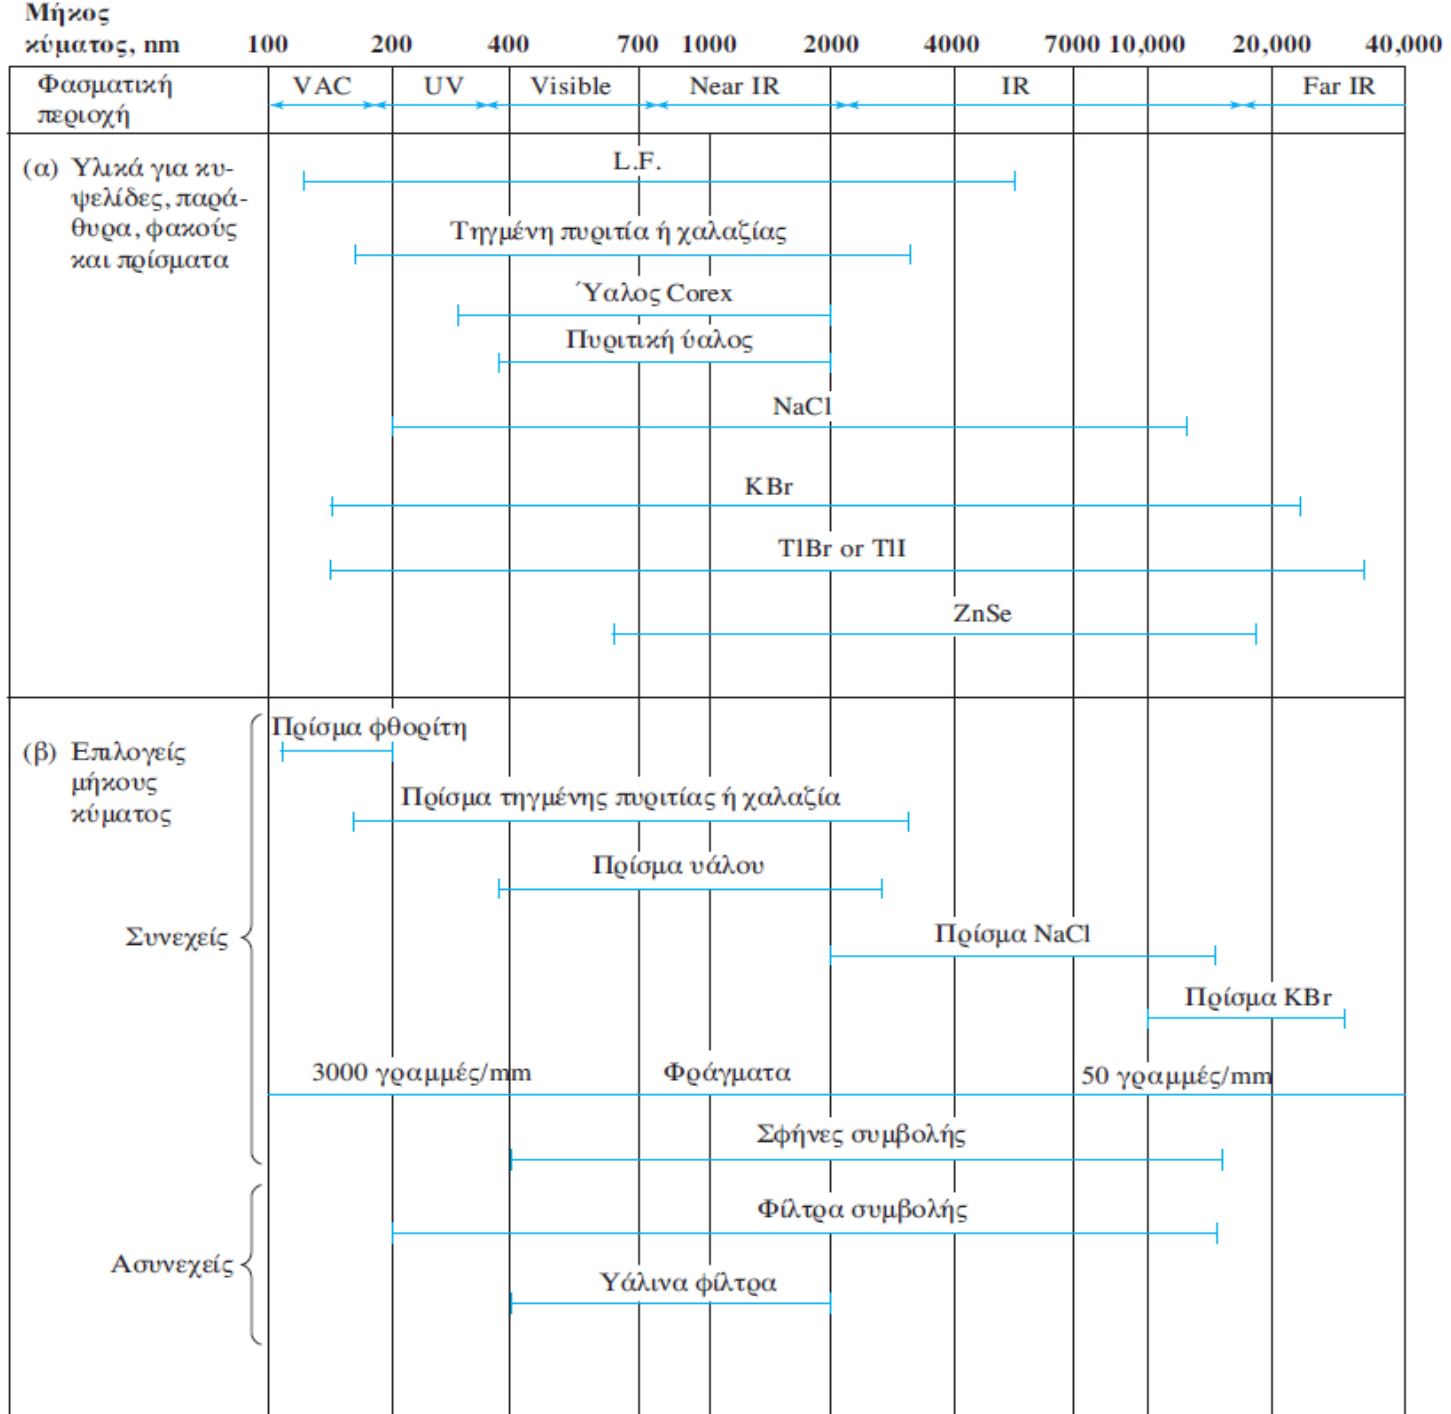 Μήκος
κύματος, nm 100 200 400 700 1000 2000 4000 7000 10,000 20,000 40,000
Φασματική
περιοχή
VAC UV Visible Near IR IR Far IR
(α) Υλικά για κυ-
ψελίδες, παρά-
θυρα, φακούς
και πρίσματα
L.F.
Τηγμένη πυριτία ή χαλαζίας
Ύαλος Corex
Πυριτική ύαλος
NaCl
KBr
TlBr or TlI
ZnSe
(β) Επιλογείς
μήκους
κύματος
Πρίσμα φθορίτη
Πρίσμα τηγμένης πυριτίας ή χαλαζία
Πρίσμα υάλου
Συνεχείς
Πρίσμα NaCl
Πρίσμα KBr
3000 γραμμές/mm Φράγματα 50 γραμμές/mm
Σφήνες συμβολής
Φίλτρα συμβολής
Ασυνεχείς
Υάλινα φίλτρα